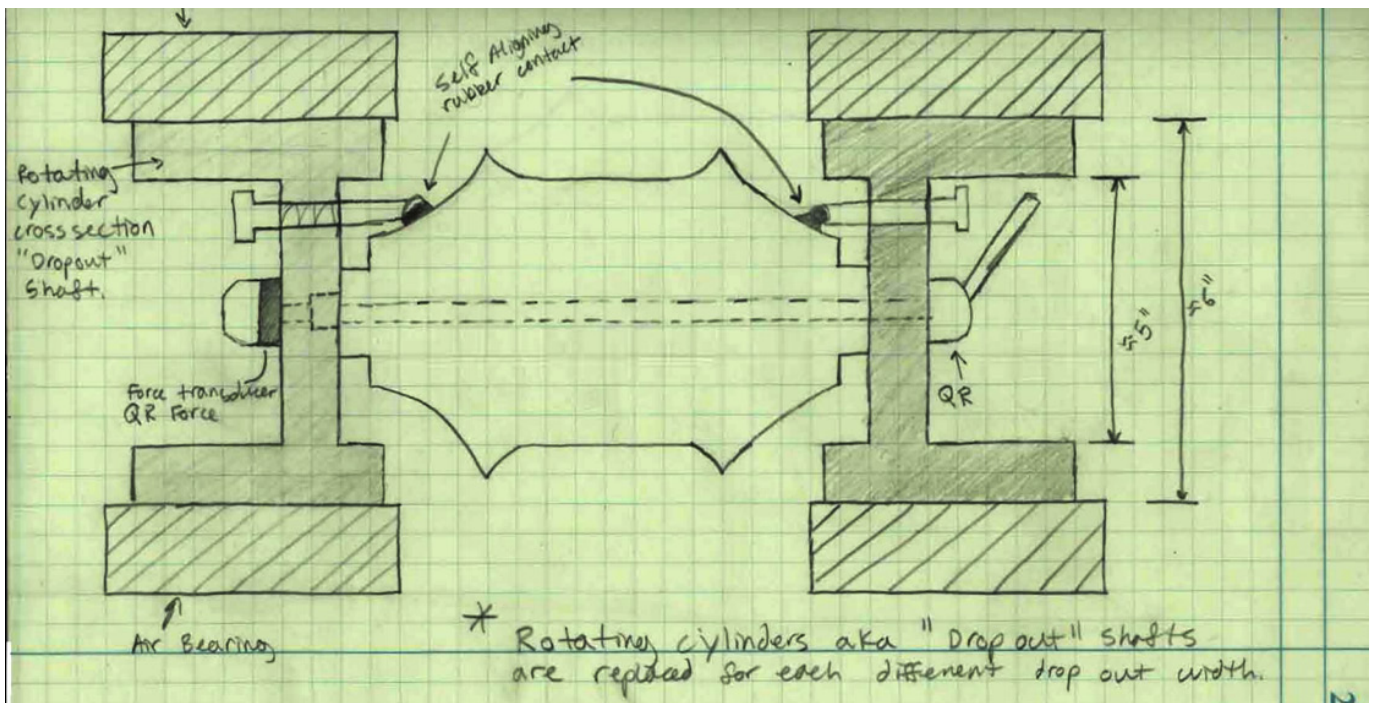 Self Aligning
rubber contact
Rotating
cylinder
cross section
"Dropout"
Shaft.
≈5"
≈6"
Force transducer
QR Force
QR
Air Bearing
* Rotating cylinders aka "Drop out" shafts
are replaced for each different drop out width.
2